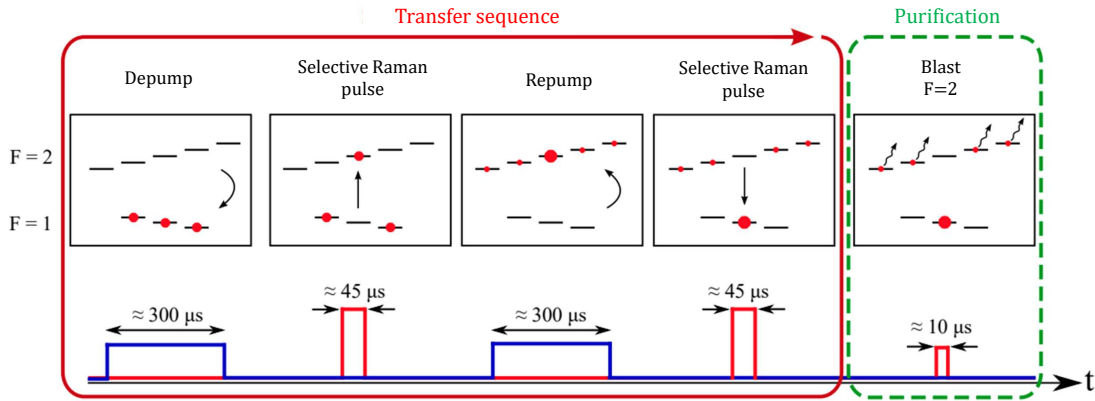 Transfer sequence
Purification
Depump
Selective Raman
pulse
Repump
Selective Raman
pulse
Blast
F=2
F = 2
F = 1
≈ 300 μs
≈ 45 μs
≈ 300 μs
≈ 45 μs
≈ 10 μs
t